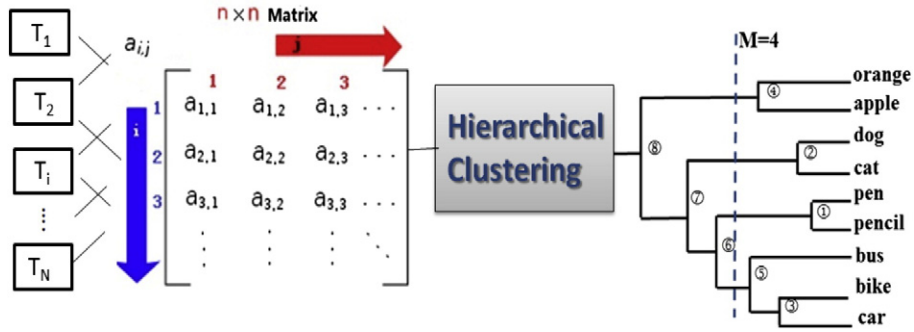 n × n Matrix
j
T1
T2
Ti
⋮
TN
ai,j
i
1 2 3
1 a1,1 a1,2 a1,3 ...
2 a2,1 a2,2 a2,3 ...
3 a3,1 a3,2 a3,3 ...
⋮ ⋮ ⋮ ⋱
Hierarchical
Clustering
M=4
orange
④
apple
dog
②
cat
⑧
⑦
pen
①
pencil
⑥
bus
⑤
bike
③
car